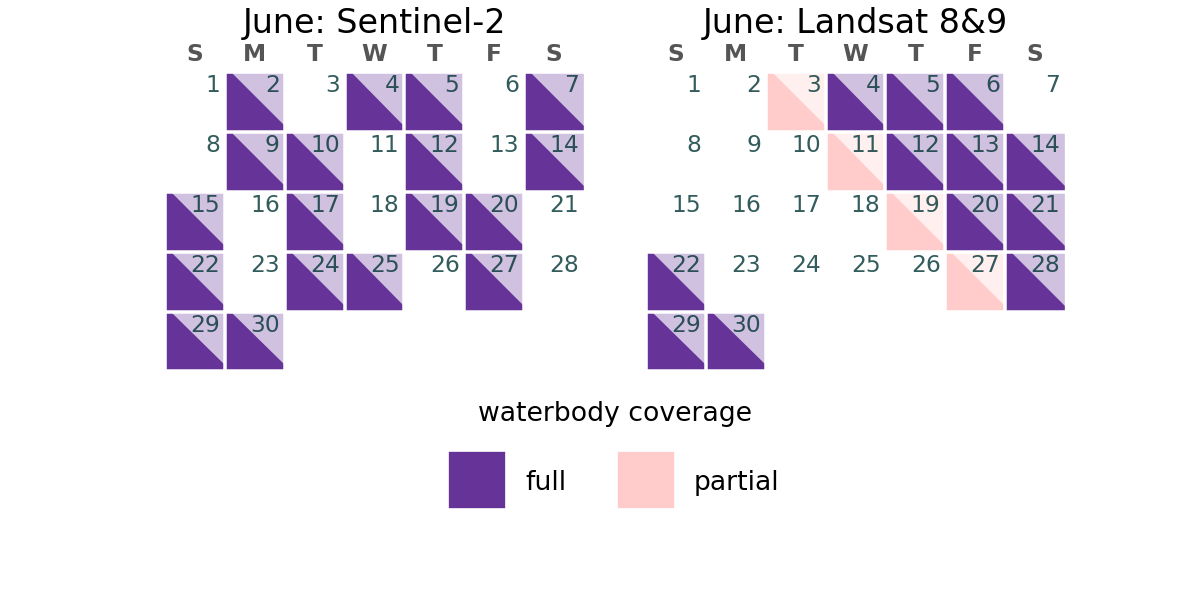 June: Sentinel-2
S M T W T F S
1 2 3 4 5 6 7
8 9 10 11 12 13 14
15 16 17 18 19 20 21
22 23 24 25 26 27 28
29 30
June: Landsat 8&9
S M T W T F S
1 2 3 4 5 6 7
8 9 10 11 12 13 14
15 16 17 18 19 20 21
22 23 24 25 26 27 28
29 30
waterbody coverage
full partial